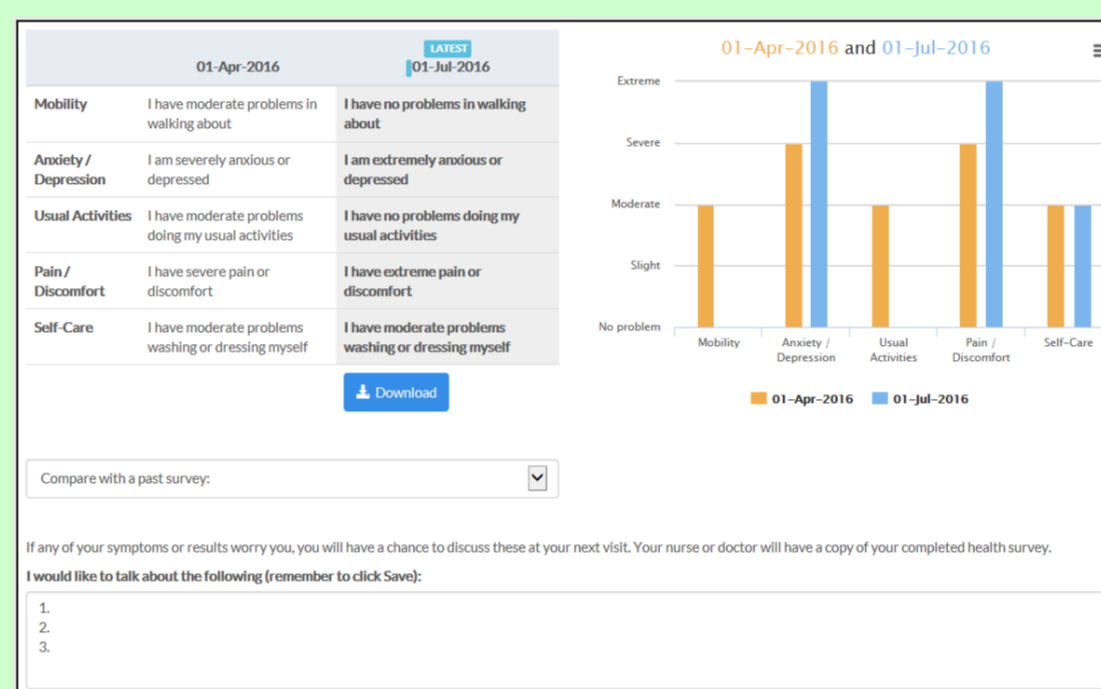 LATEST
01-Apr-2016 01-Jul-2016
Mobility I have moderate problems in I have no problems in walking
walking about about
Anxiety / I am severely anxious or I am extremely anxious or
Depression depressed depressed
Usual Activities I have moderate problems I have no problems doing my
doing my usual activities usual activities
Pain / I have severe pain or I have extreme pain or
Discomfort discomfort discomfort
Self-Care I have moderate problems I have moderate problems
washing or dressing myself washing or dressing myself
Download
01-Apr-2016 and 01-Jul-2016
Extreme
Severe
Moderate
Slight
No problem
Mobility Anxiety / Usual Pain / Self-Care
Depression Activities Discomfort
01-Apr-2016 01-Jul-2016
Compare with a past survey:
If any of your symptoms or results worry you, you will have a chance to discuss these at your next visit. Your nurse or doctor will have a copy of your completed health survey.
I would like to talk about the following (remember to click Save):
1.
2.
3.